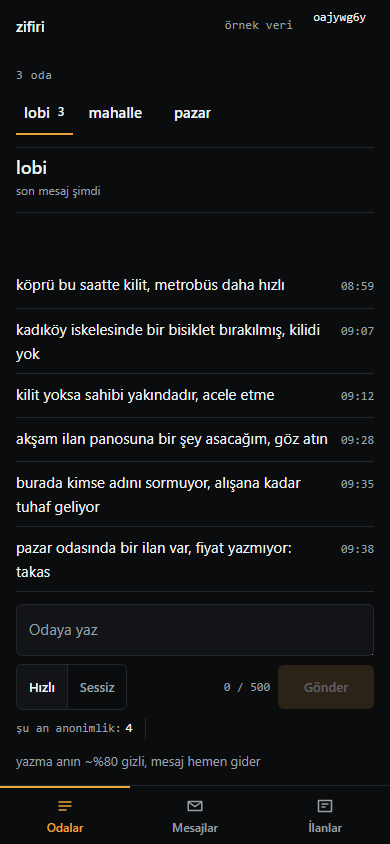 zifiri
örnek veri
oajywg6y
3 oda
lobi 3
mahalle
pazar
lobi
son mesaj şimdi
köprü bu saatte kilit, metrobüs daha hızlı
08:59
kadıköy iskelesinde bir bisiklet bırakılmış, kilidi
09:07
yok
kilit yoksa sahibi yakındadır, acele etme
09:12
akşam ilan panosuna bir şey asacağım, göz atın
09:28
burada kimse adını sormuyor, alışana kadar
09:35
tuhaf geliyor
pazar odasında bir ilan var, fiyat yazmıyor:
09:38
takas
Odaya yaz
Hızlı
Sessiz
0 / 500
Gönder
şu an anonimlik: 4
yazma anın ~%80 gizli, mesaj hemen gider
Odalar
Mesajlar
İlanlar